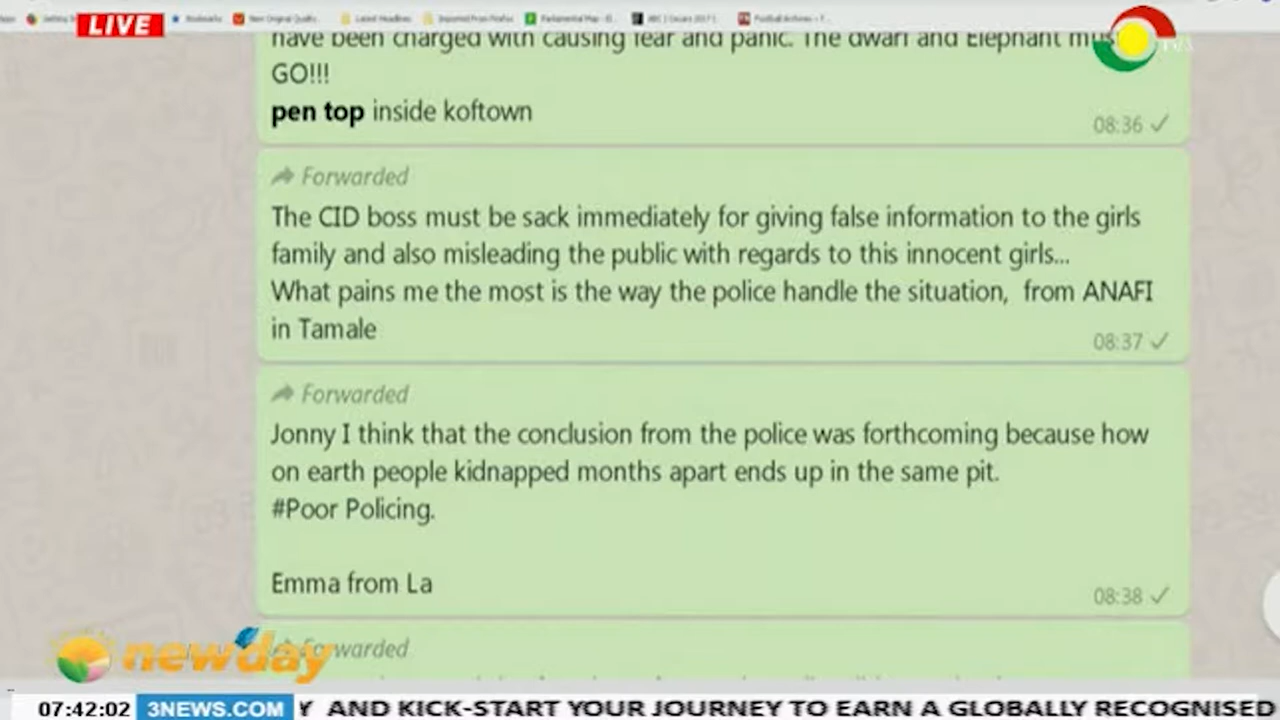 LIVE
Bookmarks
Latest Headlines
Imported From Firefox
have been charged with causing fear and panic. The dwarf and Elephant
GO!!!
pen top inside koftown
08:36
Forwarded
The CID boss must be sack immediately for giving false information to the girls
family and also misleading the public with regards to this innocent girls...
What pains me the most is the way the police handle the situation, from ANAFI
in Tamale
08:37
Forwarded
Jonny I think that the conclusion from the police was forthcoming because how
on earth people kidnapped months apart ends up in the same pit.
#Poor Policing.
Emma from La
08:38
Forwarded
newday
07:42:02 3NEWS.COM Y AND KICK-START YOUR JOURNEY TO EARN A GLOBALLY RECOGNISED